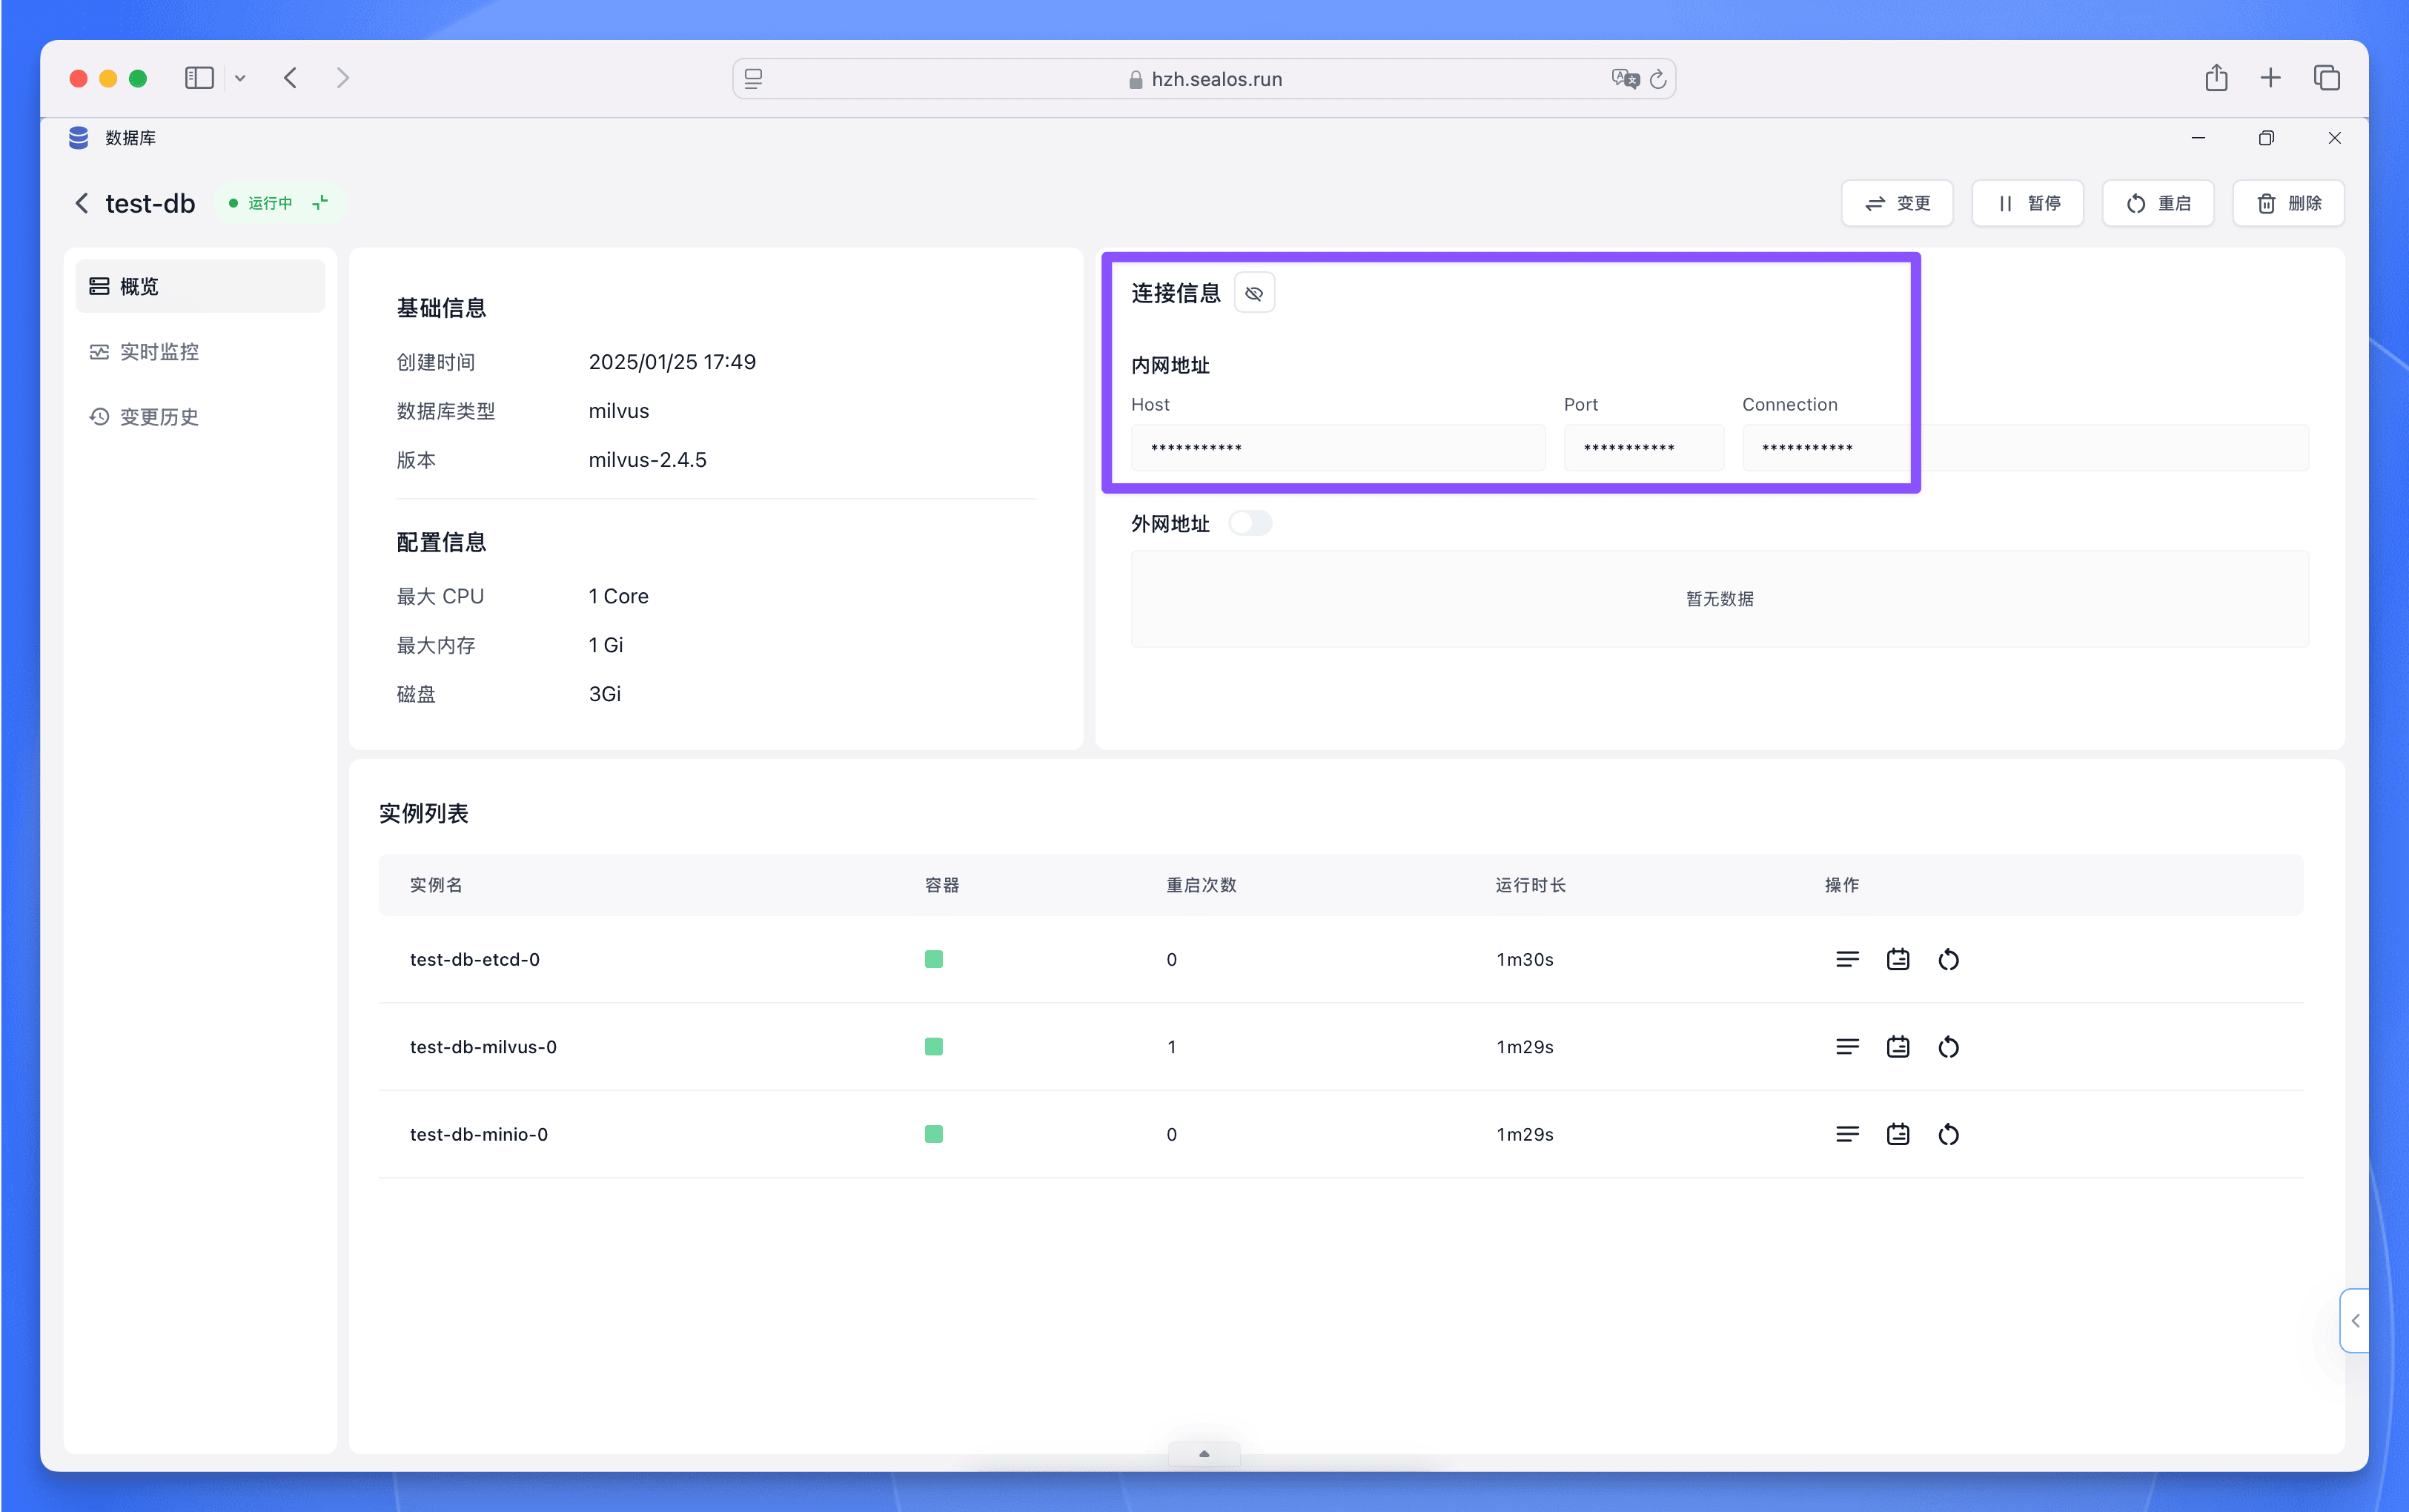 hzh.sealos.run
数据库
test-db 运行中
变更 暂停 重启 删除
概览
实时监控
变更历史
基础信息
创建时间 2025/01/25 17:49
数据库类型 milvus
版本 milvus-2.4.5
配置信息
最大 CPU 1 Core
最大内存 1 Gi
磁盘 3Gi
连接信息
内网地址
Host Port Connection
*********** *********** ***********
外网地址
暂无数据
实例列表
实例名 容器 重启次数 运行时长 操作
test-db-etcd-0 0 1m30s
test-db-milvus-0 1 1m29s
test-db-minio-0 0 1m29s